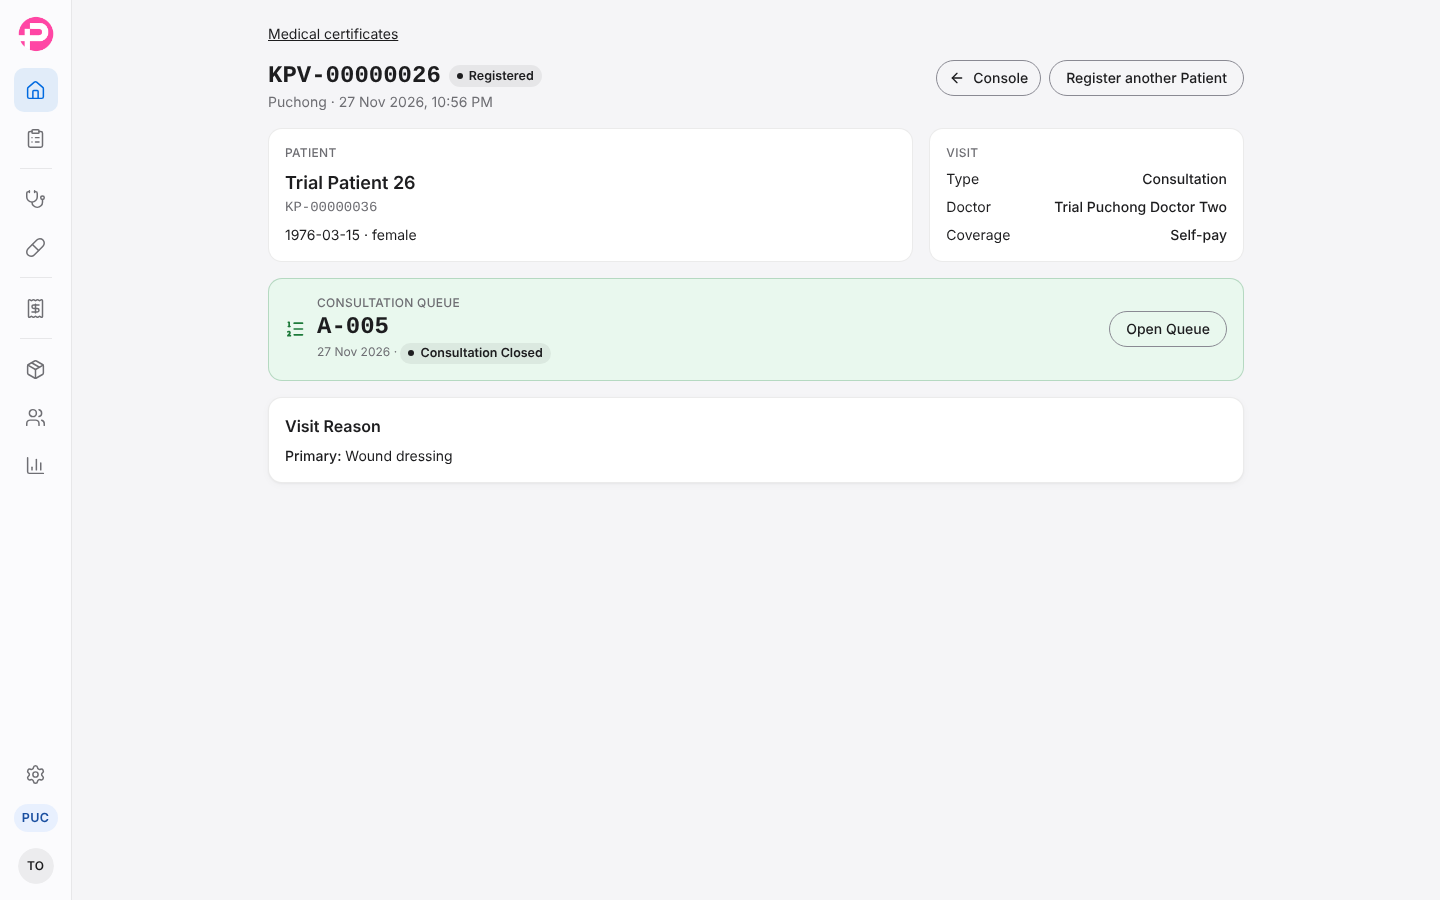 Medical certificates
KPV-00000026 Registered
Puchong · 27 Nov 2026, 10:56 PM
Console
Register another Patient
PATIENT
Trial Patient 26
KP-00000036
1976-03-15 · female
VISIT
Type Consultation
Doctor Trial Puchong Doctor Two
Coverage Self-pay
CONSULTATION QUEUE
A-005
27 Nov 2026 · Consultation Closed
Open Queue
Visit Reason
Primary: Wound dressing
PUC
TO